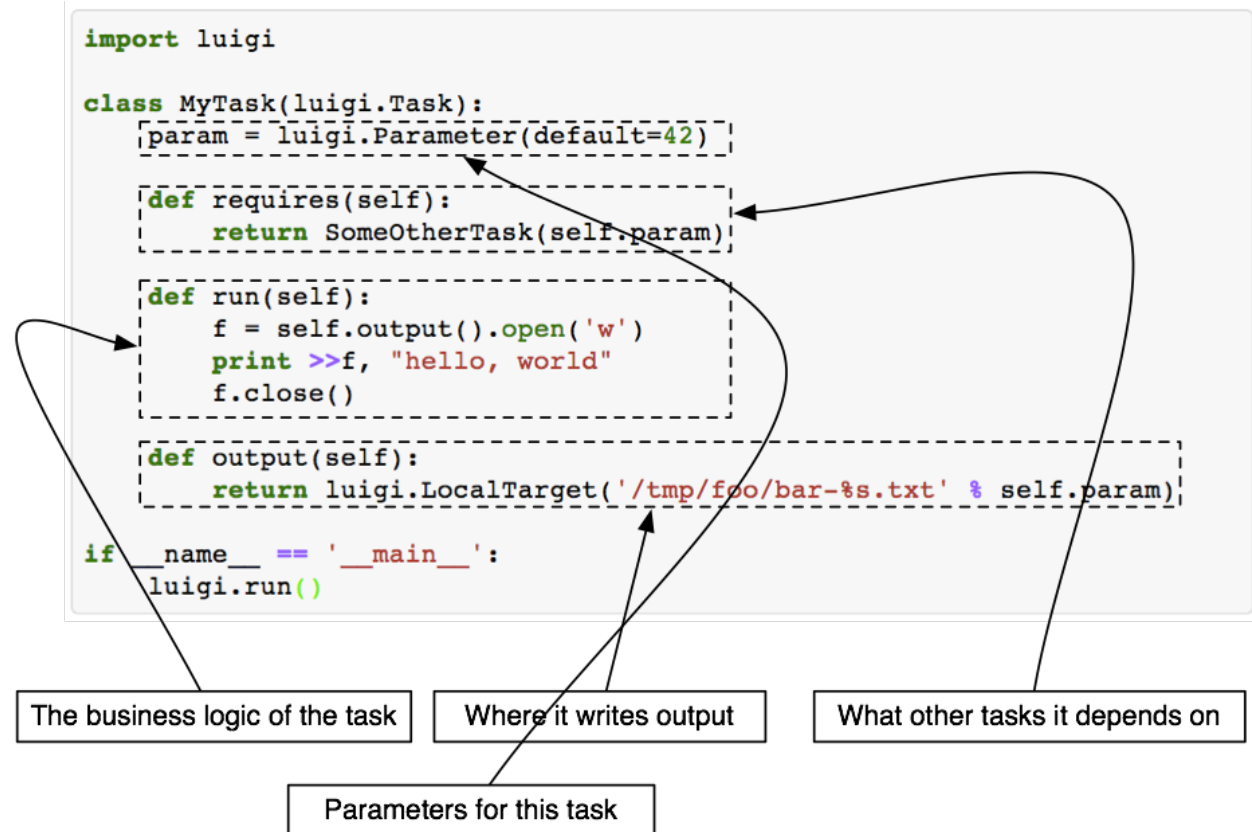 import luigi
class MyTask(luigi.Task):
param = luigi.Parameter(default=42)
def requires(self):
return SomeOtherTask(self.param)
def run(self):
f = self.output().open('w')
print >>f, "hello, world"
f.close()
def output(self):
return luigi.LocalTarget('/tmp/foo/bar-%s.txt' % self.param)
if __name__ == '__main__':
luigi.run()
The business logic of the task
Where it writes output
What other tasks it depends on
Parameters for this task